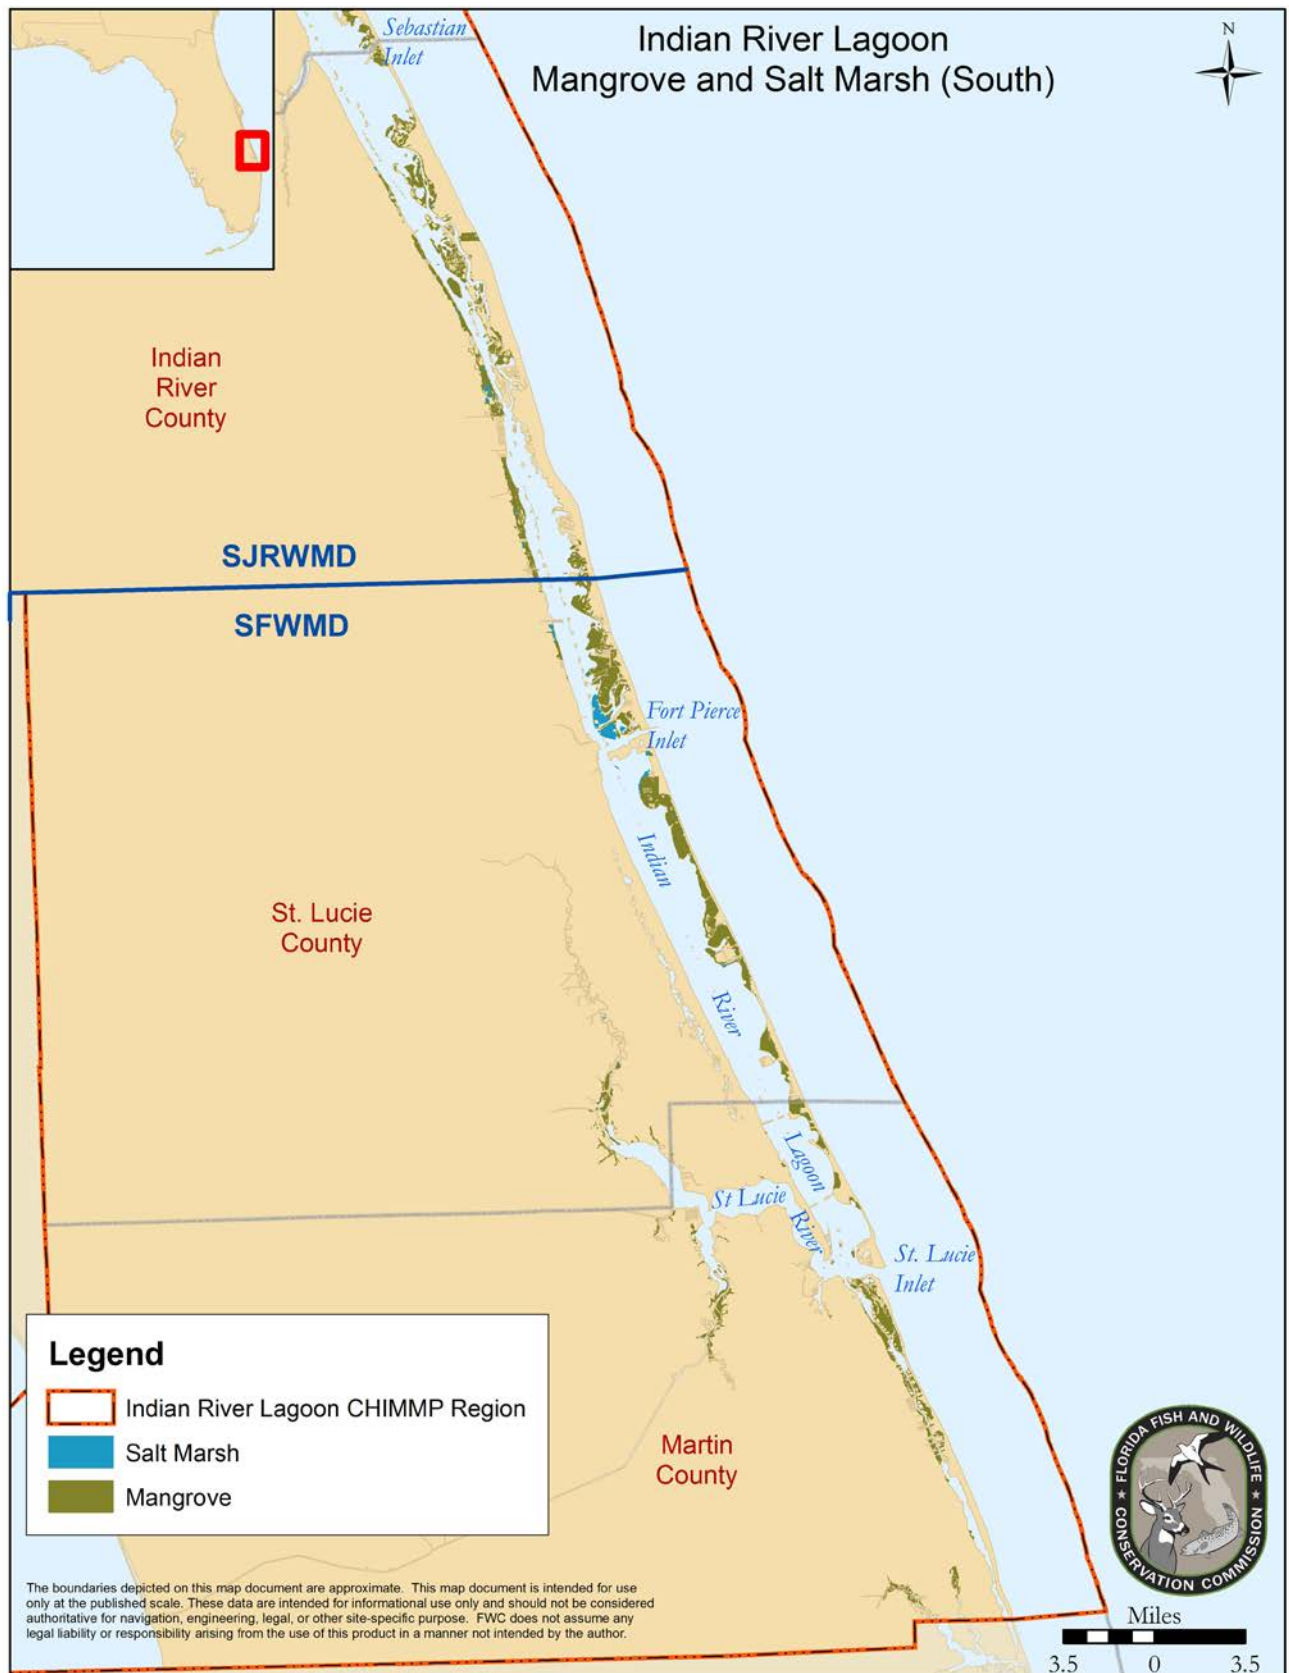 Indian River Lagoon
Mangrove and Salt Marsh (South)
N
Sebastian
Inlet
Indian
River
County
SJRWMD
SFWMD
Fort Pierce
Inlet
Indian
River
Lagoon
St. Lucie
County
St Lucie
River
St. Lucie
Inlet
Martin
County
Legend
Indian River Lagoon CHIMMP Region
Salt Marsh
Mangrove
FLORIDA FISH AND WILDLIFE
CONSERVATION COMMISSION
The boundaries depicted on this map document are approximate. This map document is intended for use
only at the published scale. These data are intended for informational use only and should not be considered
authoritative for navigation, engineering, legal, or other site-specific purpose. FWC does not assume any
legal liability or responsibility arising from the use of this product in a manner not intended by the author.
Miles
3.5 0 3.5